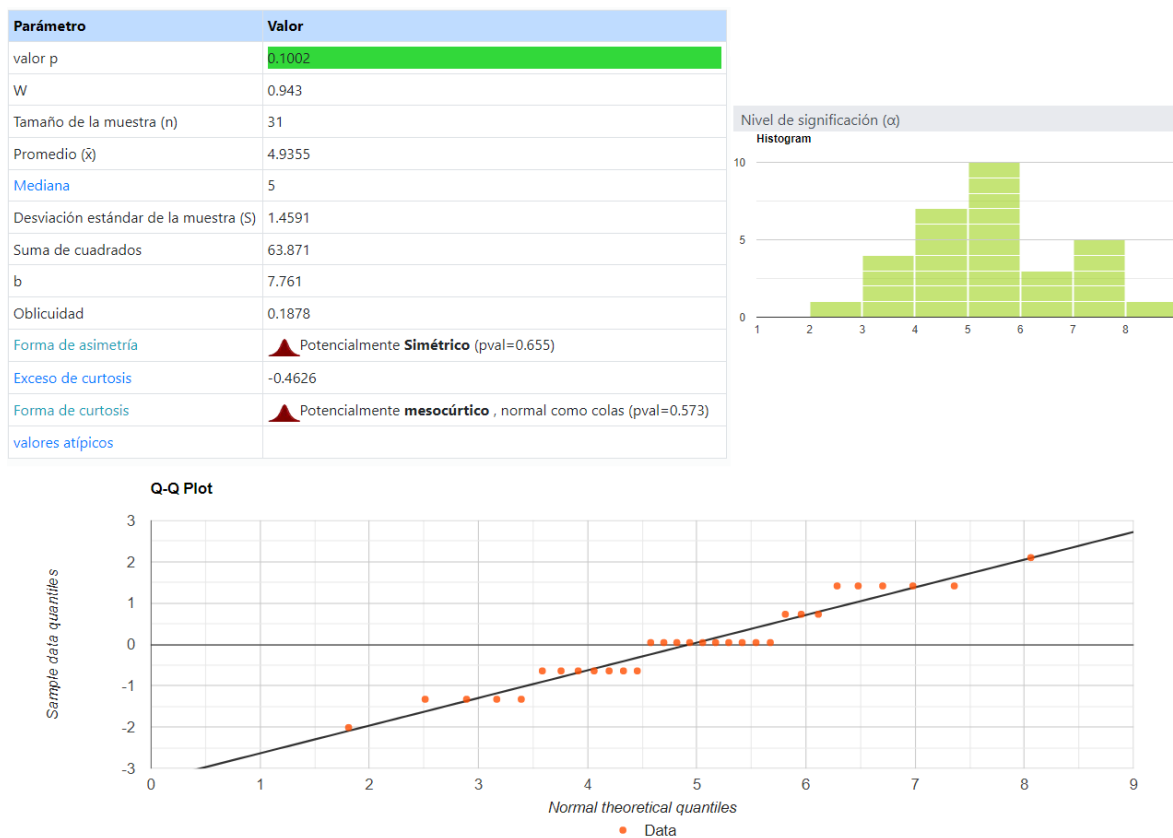 Parámetro Valor
valor p 0.1002
W 0.943
Tamaño de la muestra (n) 31
Promedio (x̄) 4.9355
Mediana 5
Desviación estándar de la muestra (S) 1.4591
Suma de cuadrados 63.871
b 7.761
Oblicuidad 0.1878
Forma de asimetría Potencialmente Simétrico (pval=0.655)
Exceso de curtosis -0.4626
Forma de curtosis Potencialmente mesocúrtico , normal como colas (pval=0.573)
valores atípicos
Nivel de significación (α)
Histogram
10
5
0
1 2 3 4 5 6 7 8
Q-Q Plot
Sample data quantiles
3
2
1
0
-1
-2
-3
0 1 2 3 4 5 6 7 8 9
Normal theoretical quantiles
Data